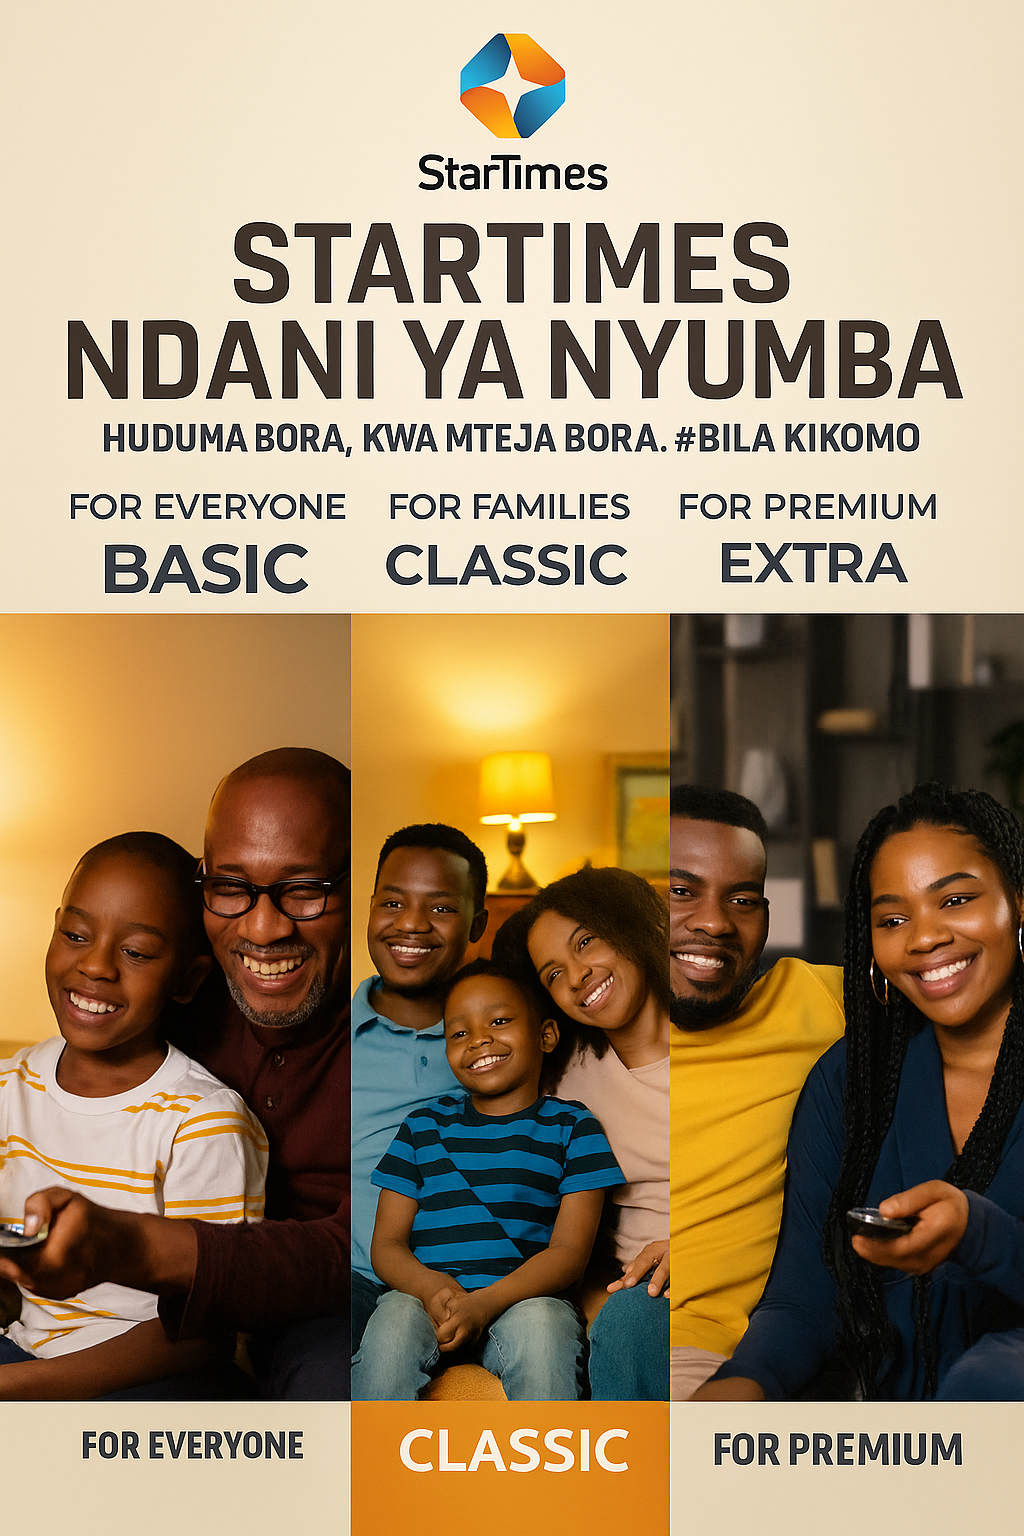 StarTimes
STARTIMES
NDANI YA NYUMBA
HUDUMA BORA, KWA MTEJA BORA. #BILA KIKOMO
FOR EVERYONE
BASIC
FOR FAMILIES
CLASSIC
FOR PREMIUM
EXTRA
FOR EVERYONE
CLASSIC
FOR PREMIUM